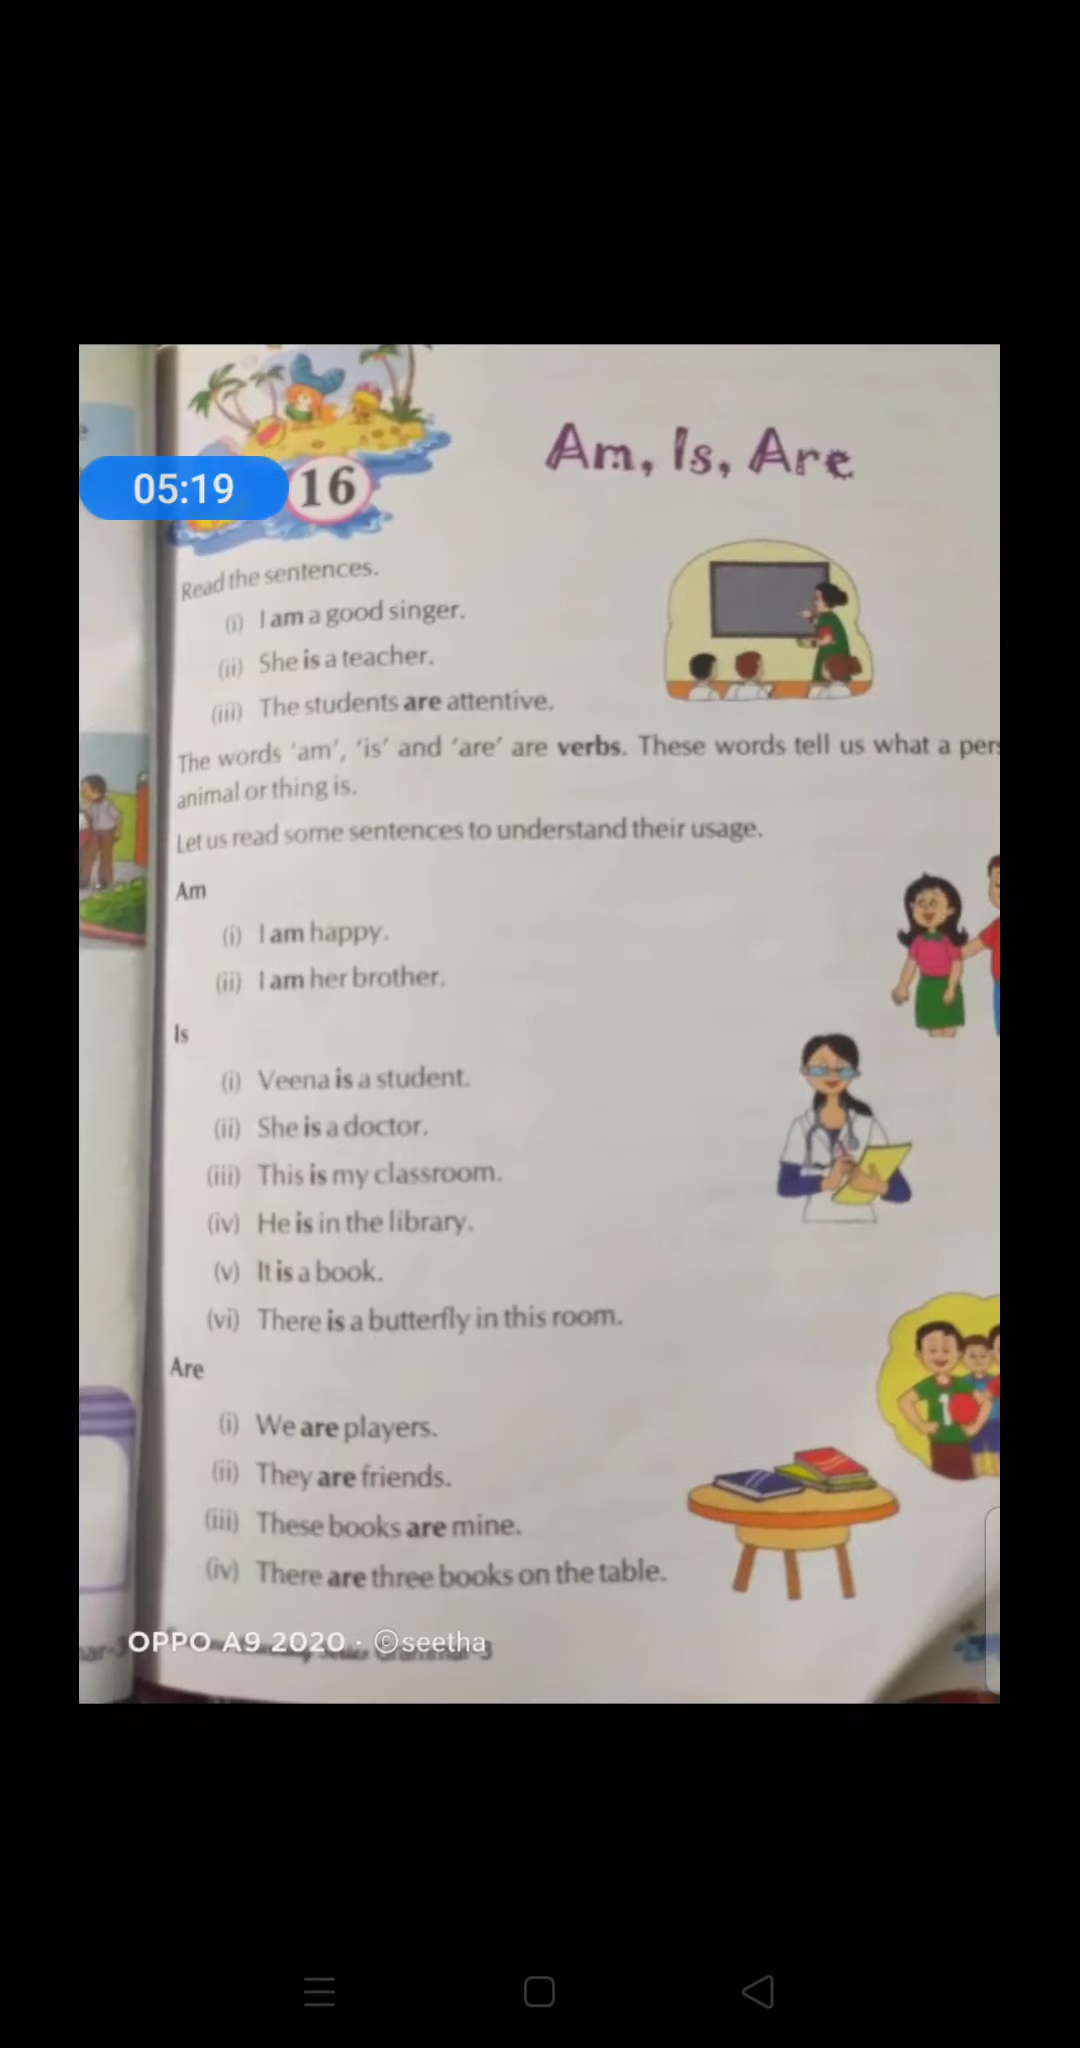 05:19
16
Am, Is, Are
Read the sentences.
(i) I am a good singer.
(ii) She is a teacher.
(iii) The students are attentive.
The words ‘am’, ‘is’ and ‘are’ are verbs. These words tell us what a
animal or thing is.
Let us read some sentences to understand their usage.
Am
(i) I am happy.
(ii) I am her brother.
Is
(i) Veena is a student.
(ii) She is a doctor.
(iii) This is my classroom.
(iv) He is in the library.
(v) It is a book.
(vi) There is a butterfly in this room.
Are
(i) We are players.
(ii) They are friends.
(iii) These books are mine.
(iv) There are three books on the table.
OPPO A9 2020 · ©seetha
Grammar-3